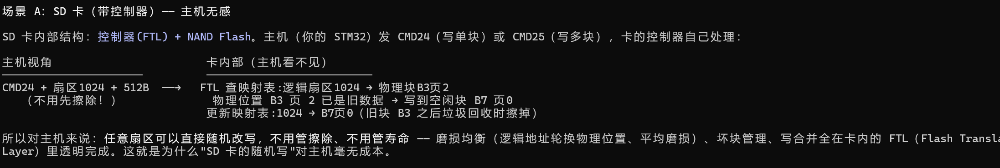 场景 A: SD 卡（带控制器）—— 主机无感
SD 卡内部结构: 控制器(FTL) + NAND Flash。主机（你的 STM32）发 CMD24（写单块）或 CMD25（写多块）, 卡的控制器自己处理:
主机视角 卡内部（主机看不见）
CMD24 + 扇区1024 + 512B ──→ FTL 查映射表:逻辑扇区1024 → 物理块B3页2
（不用先擦除! ） 物理位置 B3 页 2 已是旧数据 → 写到空闲块 B7 页0
更新映射表:1024 → B7页0（旧块 B3 之后垃圾回收时擦掉）
所以对主机来说: 任意扇区可以直接随机改写, 不用管擦除、不用管寿命 —— 磨损均衡（逻辑地址轮换物理位置、平均磨损）、坏块管理、写合并全在卡内的 FTL（Flash Transla
Layer）里透明完成。这就是为什么"SD 卡的随机写"对主机毫无成本。